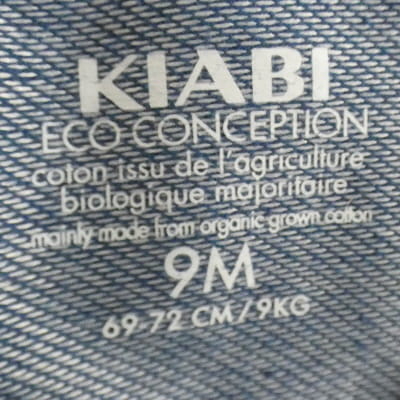 KIABI
ECO CONCEPTION
coton issu de l'agriculture
biologique majoritaire
mainly made from organic grown cotton
9M
69-72 CM/9KG